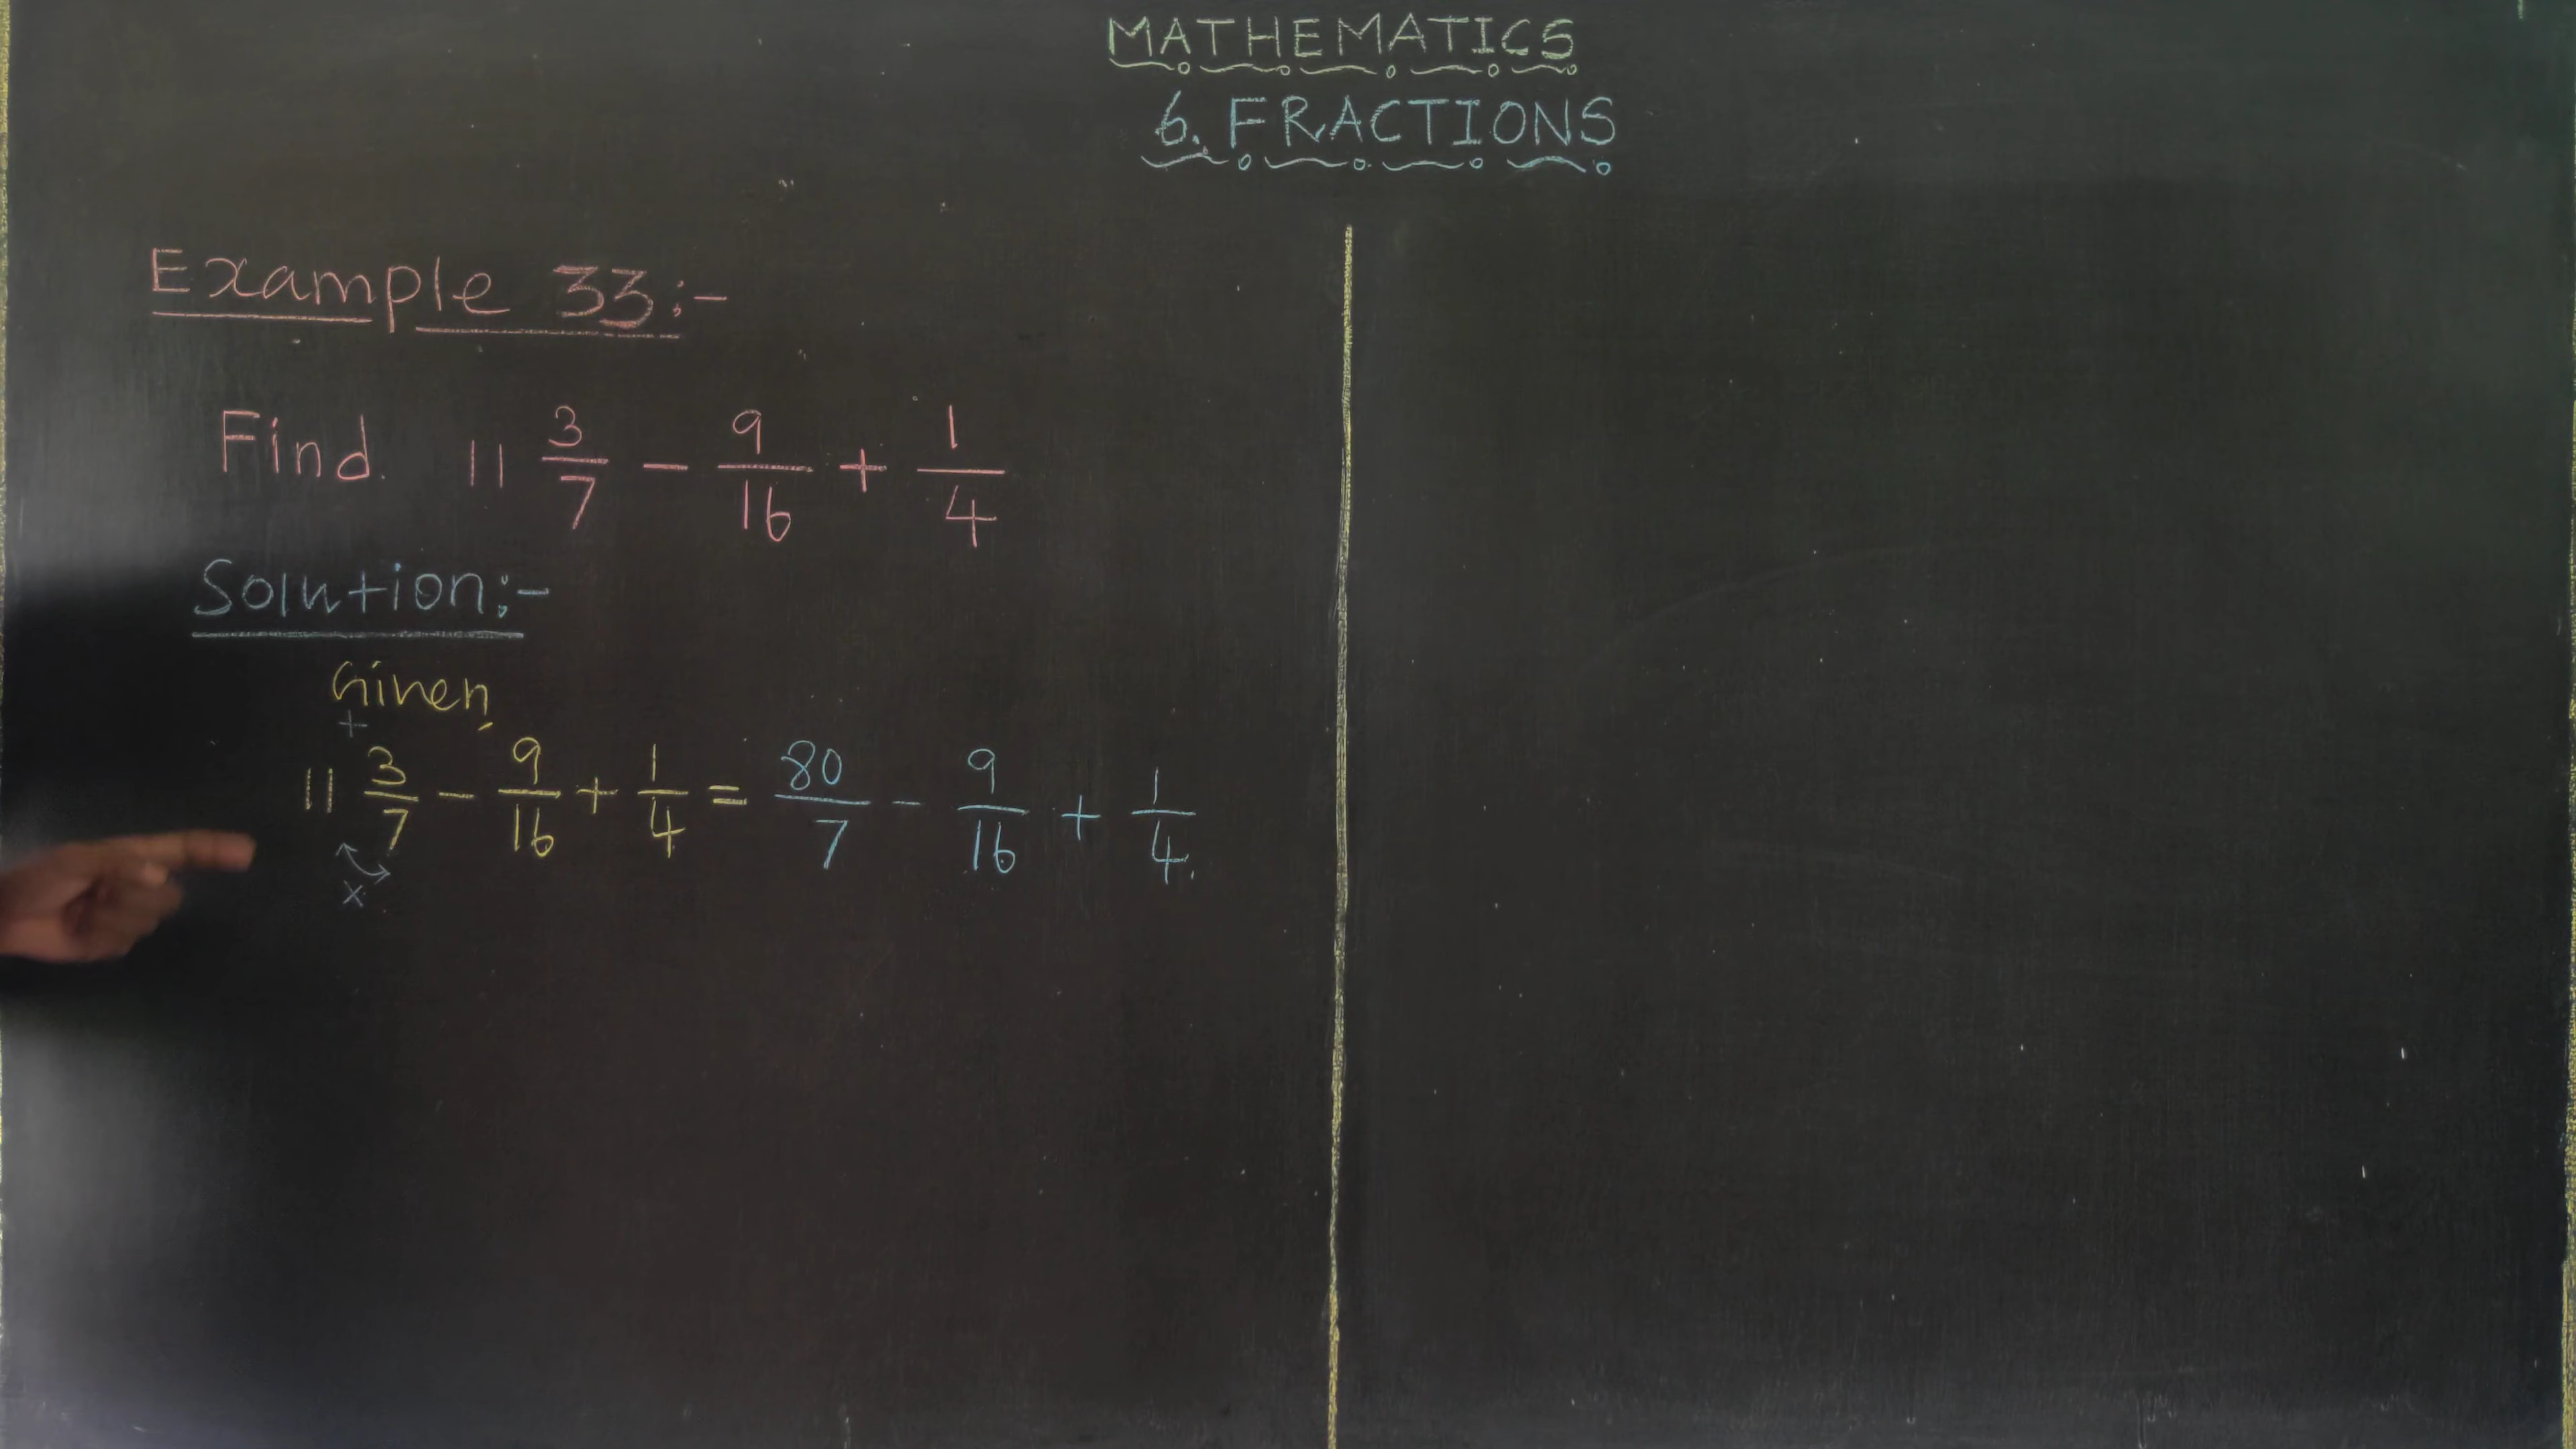 MATHEMATICS
6. FRACTIONS
Example 33:-
Find 11 3/7 - 9/16 + 1/4
Solution:-
Given,
+
11 3/7 - 9/16 + 1/4 = 80/7 - 9/16 + 1/4
x